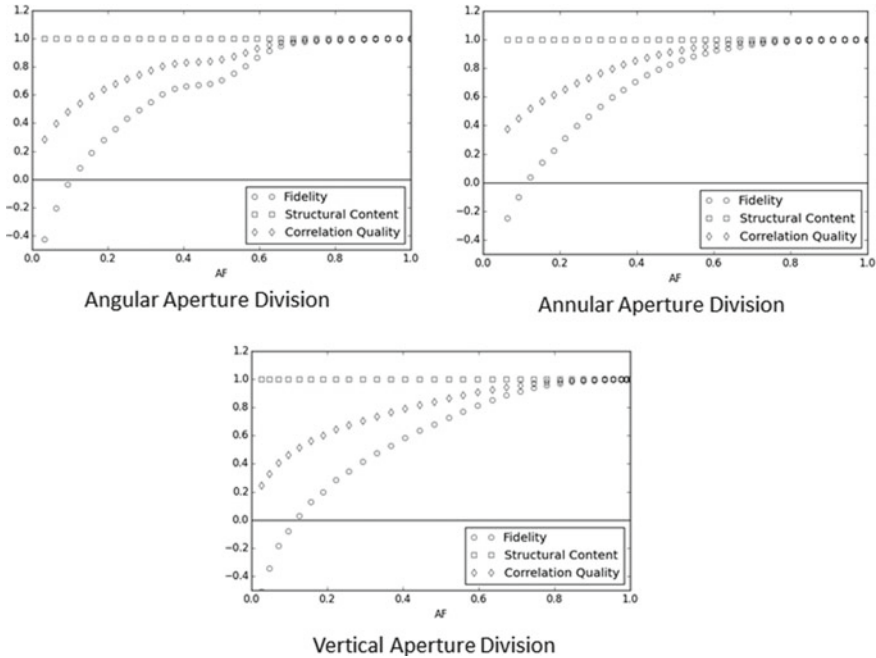 1.2
1.0
0.8
0.6
0.4
0.2
0.0
−0.2
−0.4
Fidelity
Structural Content
Correlation Quality
0.0 0.2 0.4 0.6 0.8 1.0
AF
Angular Aperture Division
1.2
1.0
0.8
0.6
0.4
0.2
0.0
−0.2
−0.4
Fidelity
Structural Content
Correlation Quality
0.0 0.2 0.4 0.6 0.8 1.0
AF
Annular Aperture Division
1.2
1.0
0.8
0.6
0.4
0.2
0.0
−0.2
−0.4
Fidelity
Structural Content
Correlation Quality
0.0 0.2 0.4 0.6 0.8 1.0
AF
Vertical Aperture Division